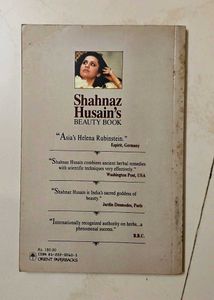 Shahnaz
Husain's
BEAUTY BOOK
"Asia's Helena Rubinstein."
Esprit, Germany
"Shahnaz Husain combines ancient herbal remedies
with scientific techniques very effectively."
Washington Post, USA
"Shahnaz Husain is India's sacred goddess of
beauty."
Jardin Desmodes, Paris
"Internationally recognized authority on herbs...a
phenomenal success."
B.B.C.
ORIENT PAPERBACKS